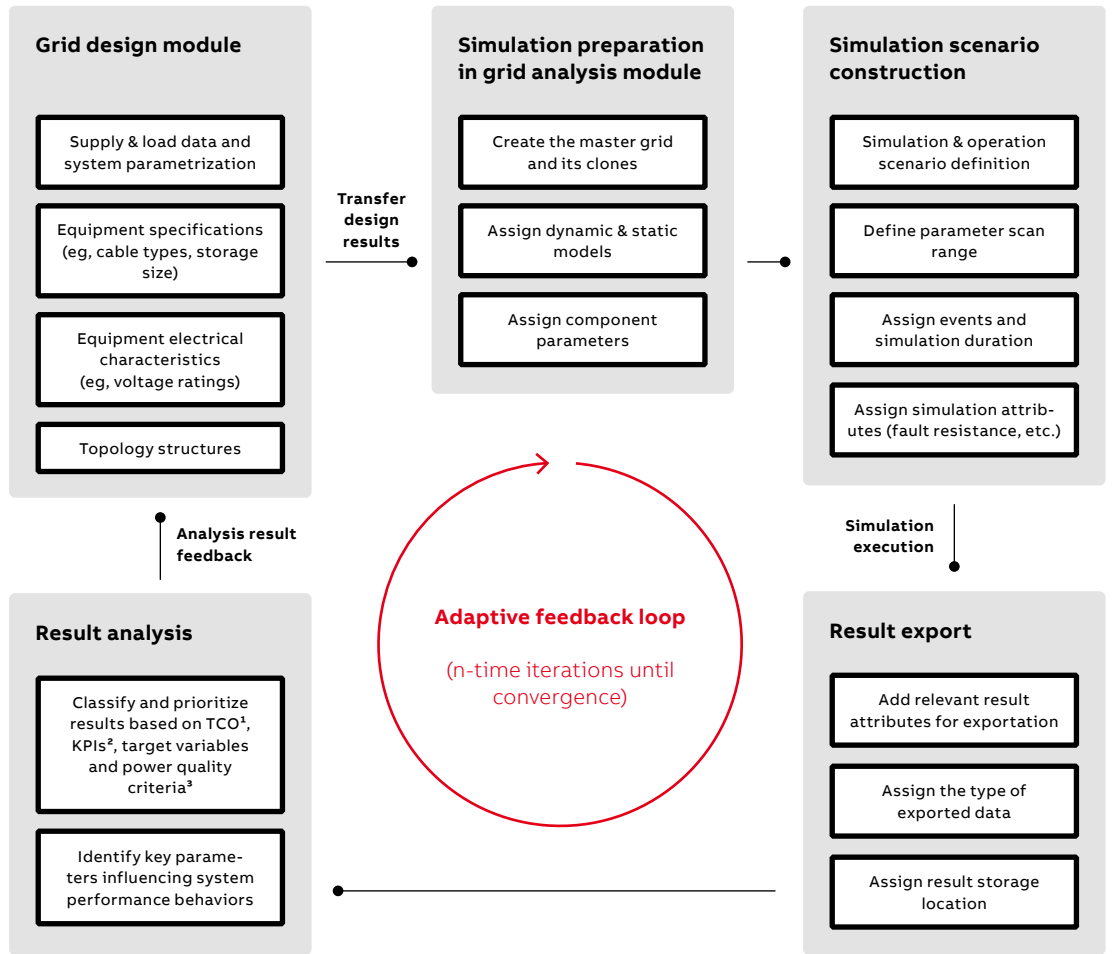 Grid design module
Supply & load data and
system parametrization
Equipment specifications
(eg, cable types, storage
size)
Equipment electrical
characteristics
(eg, voltage ratings)
Topology structures
Transfer
design
results
Simulation preparation
in grid analysis module
Create the master grid
and its clones
Assign dynamic & static
models
Assign component
parameters
Simulation scenario
construction
Simulation & operation
scenario definition
Define parameter scan
range
Assign events and
simulation duration
Assign simulation attrib-
utes (fault resistance, etc.)
Simulation
execution
Result export
Add relevant result
attributes for exportation
Assign the type of
exported data
Assign result storage
location
Result analysis
Classify and prioritize
results based on TCO¹,
KPIs², target variables
and power quality
criteria³
Identify key parame-
ters influencing system
performance behaviors
Analysis result
feedback
Adaptive feedback loop
(n-time iterations until
convergence)